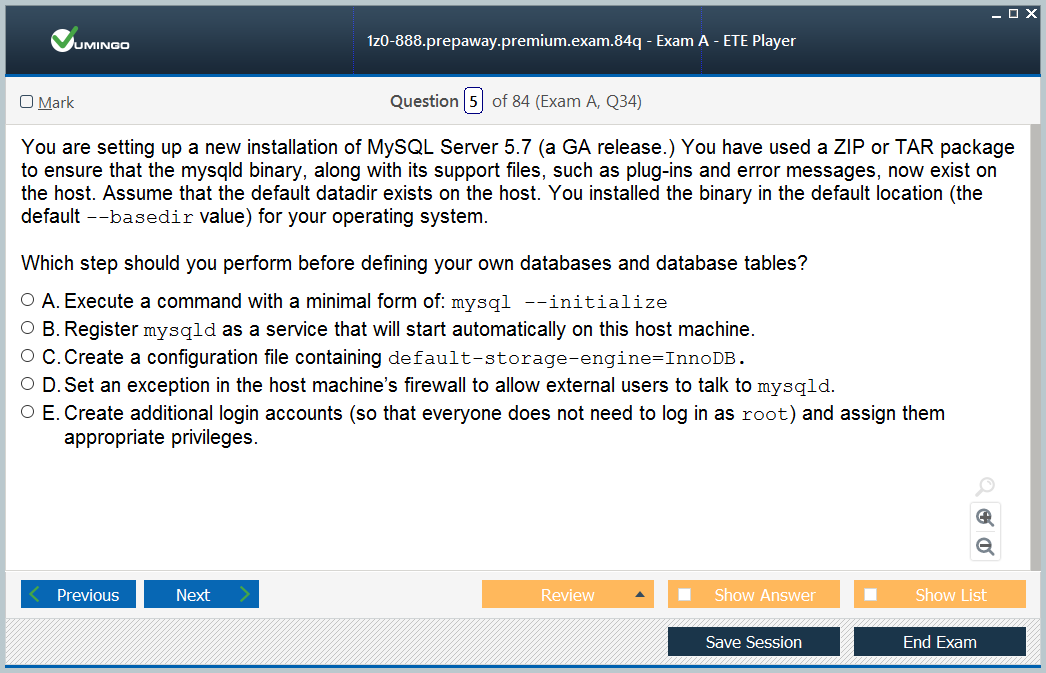 VUMINGO
1z0-888.prepaway.premium.exam.84q - Exam A - ETE Player
Mark
Question 5 of 84 (Exam A, Q34)
You are setting up a new installation of MySQL Server 5.7 (a GA release.) You have used a ZIP or TAR package
to ensure that the mysqld binary, along with its support files, such as plug-ins and error messages, now exist on
the host. Assume that the default datadir exists on the host. You installed the binary in the default location (the
default --basedir value) for your operating system.
Which step should you perform before defining your own databases and database tables?
A. Execute a command with a minimal form of: mysql --initialize
B. Register mysqld as a service that will start automatically on this host machine.
C. Create a configuration file containing default-storage-engine=InnoDB.
D. Set an exception in the host machine’s firewall to allow external users to talk to mysqld.
E. Create additional login accounts (so that everyone does not need to log in as root) and assign them
appropriate privileges.
Previous
Next
Review
Show Answer
Show List
Save Session
End Exam